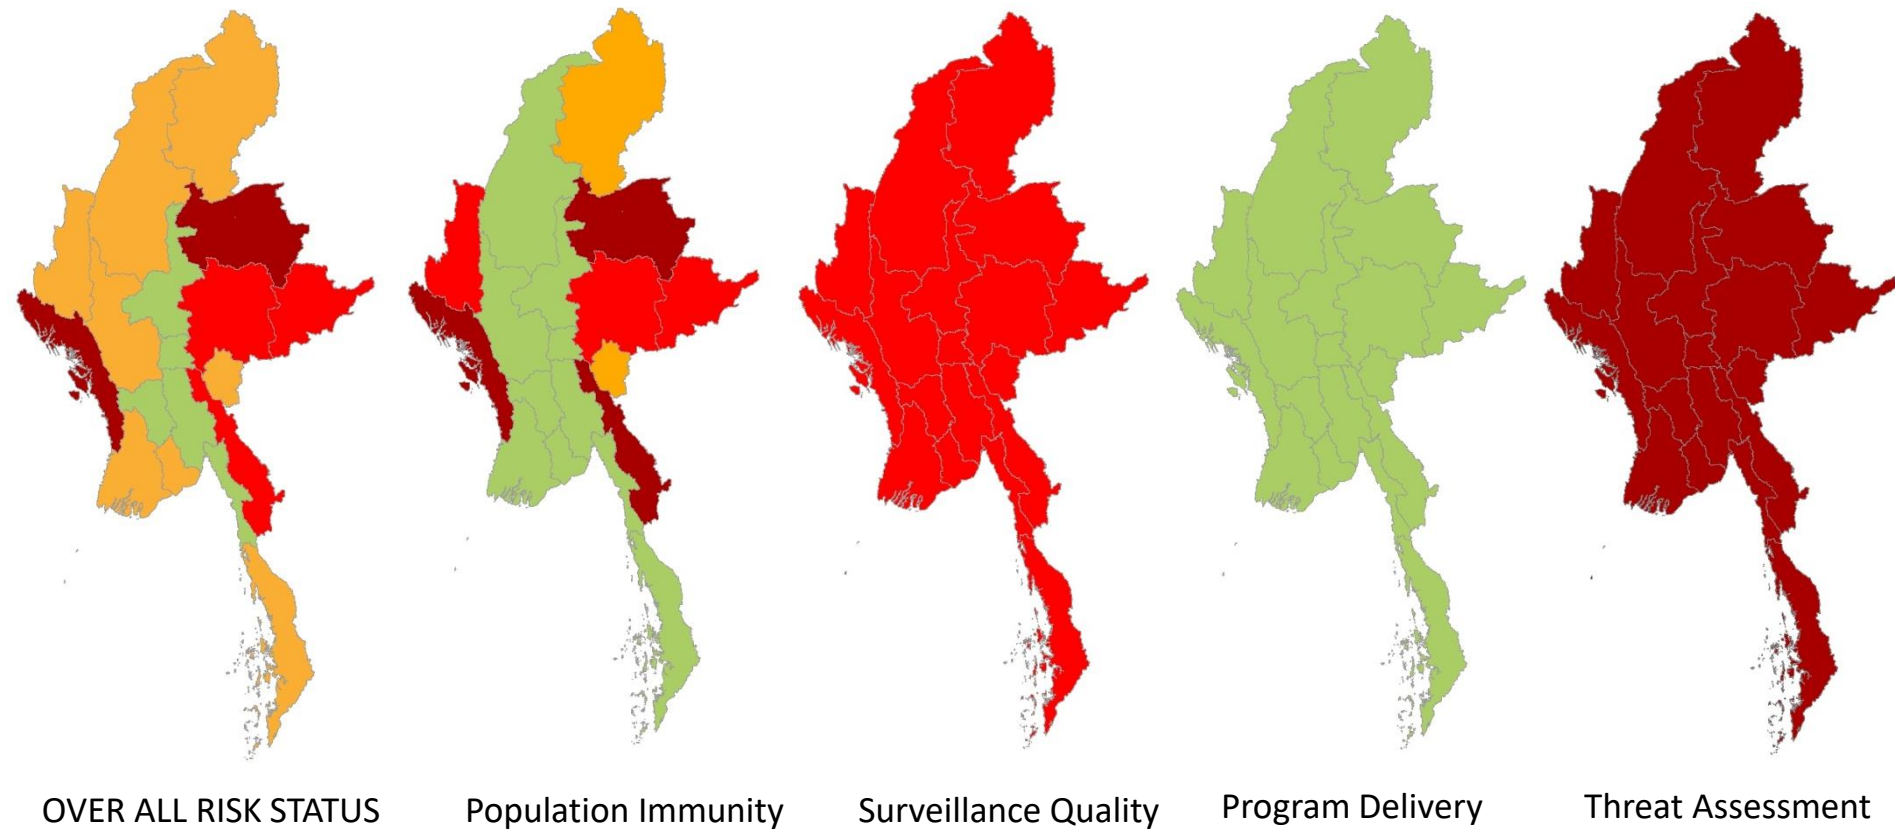 OVER ALL RISK STATUS
Population Immunity
Surveillance Quality
Program Delivery
Threat Assessment